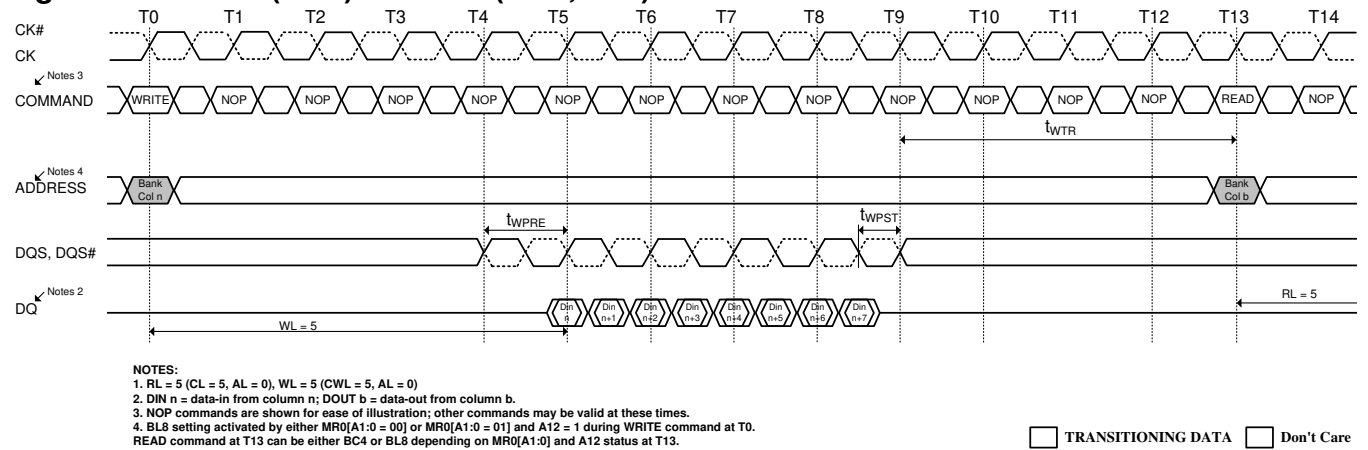 T0 T1 T2 T3 T4 T5 T6 T7 T8 T9 T10 T11 T12 T13 T14
CK#
CK
Notes 3
COMMAND WRITE NOP NOP NOP NOP NOP NOP NOP NOP NOP NOP NOP NOP READ NOP
tWTR
Notes 4
ADDRESS
Bank
Col n
Bank
Col b
tWPRE
tWPST
DQS, DQS#
Notes 2
DQ
Din
n
Din
n+1
Din
n+2
Din
n+3
Din
n+4
Din
n+5
Din
n+6
Din
n+7
RL = 5
WL = 5
NOTES:
1. RL = 5 (CL = 5, AL = 0), WL = 5 (CWL = 5, AL = 0)
2. DIN n = data-in from column n; DOUT b = data-out from column b.
3. NOP commands are shown for ease of illustration; other commands may be valid at these times.
4. BL8 setting activated by either MR0[A1:0 = 00] or MR0[A1:0 = 01] and A12 = 1 during WRITE command at T0.
READ command at T13 can be either BC4 or BL8 depending on MR0[A1:0] and A12 status at T13.
TRANSITIONING DATA Don't Care